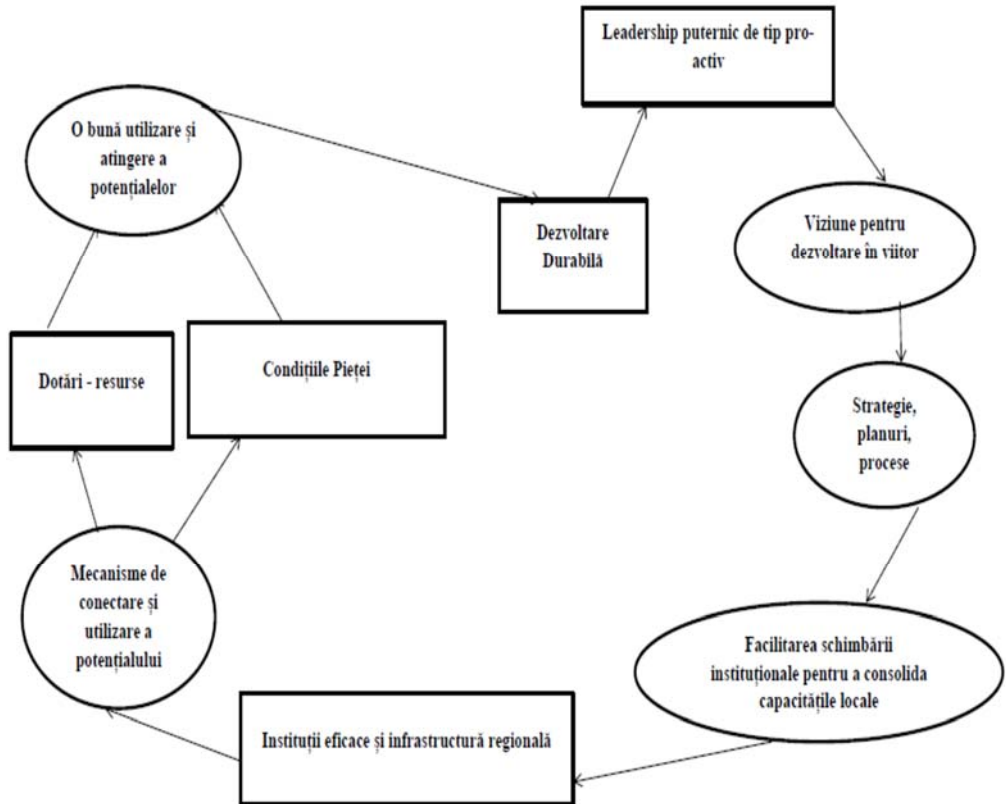 Leadership puternic de tip pro-
activ
O bună utilizare și
atingere a
potențialelor
Dezvoltare
Durabilă
Viziune pentru
dezvoltare în viitor
Dotări - resurse
Condițiile Pieței
Strategie,
planuri,
procese
Mecanisme de
conectare și
utilizare a
potențialului
Facilitarea schimbării
instituționale pentru a consolida
capacitățile locale
Instituții eficace și infrastructură regională